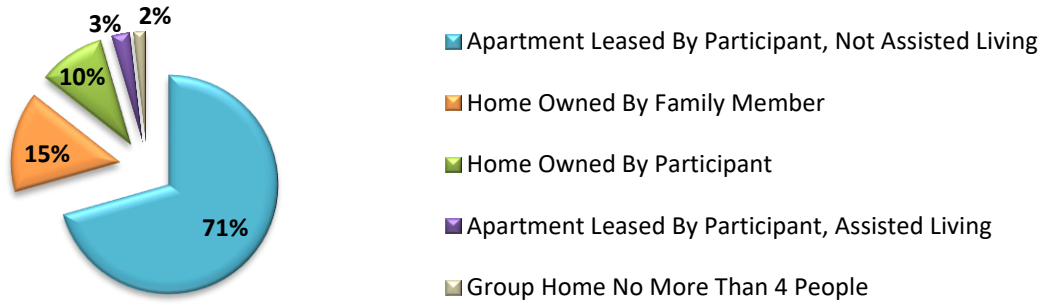 3%
2%
10%
15%
71%
Apartment Leased By Participant, Not Assisted Living
Home Owned By Family Member
Home Owned By Participant
Apartment Leased By Participant, Assisted Living
Group Home No More Than 4 People